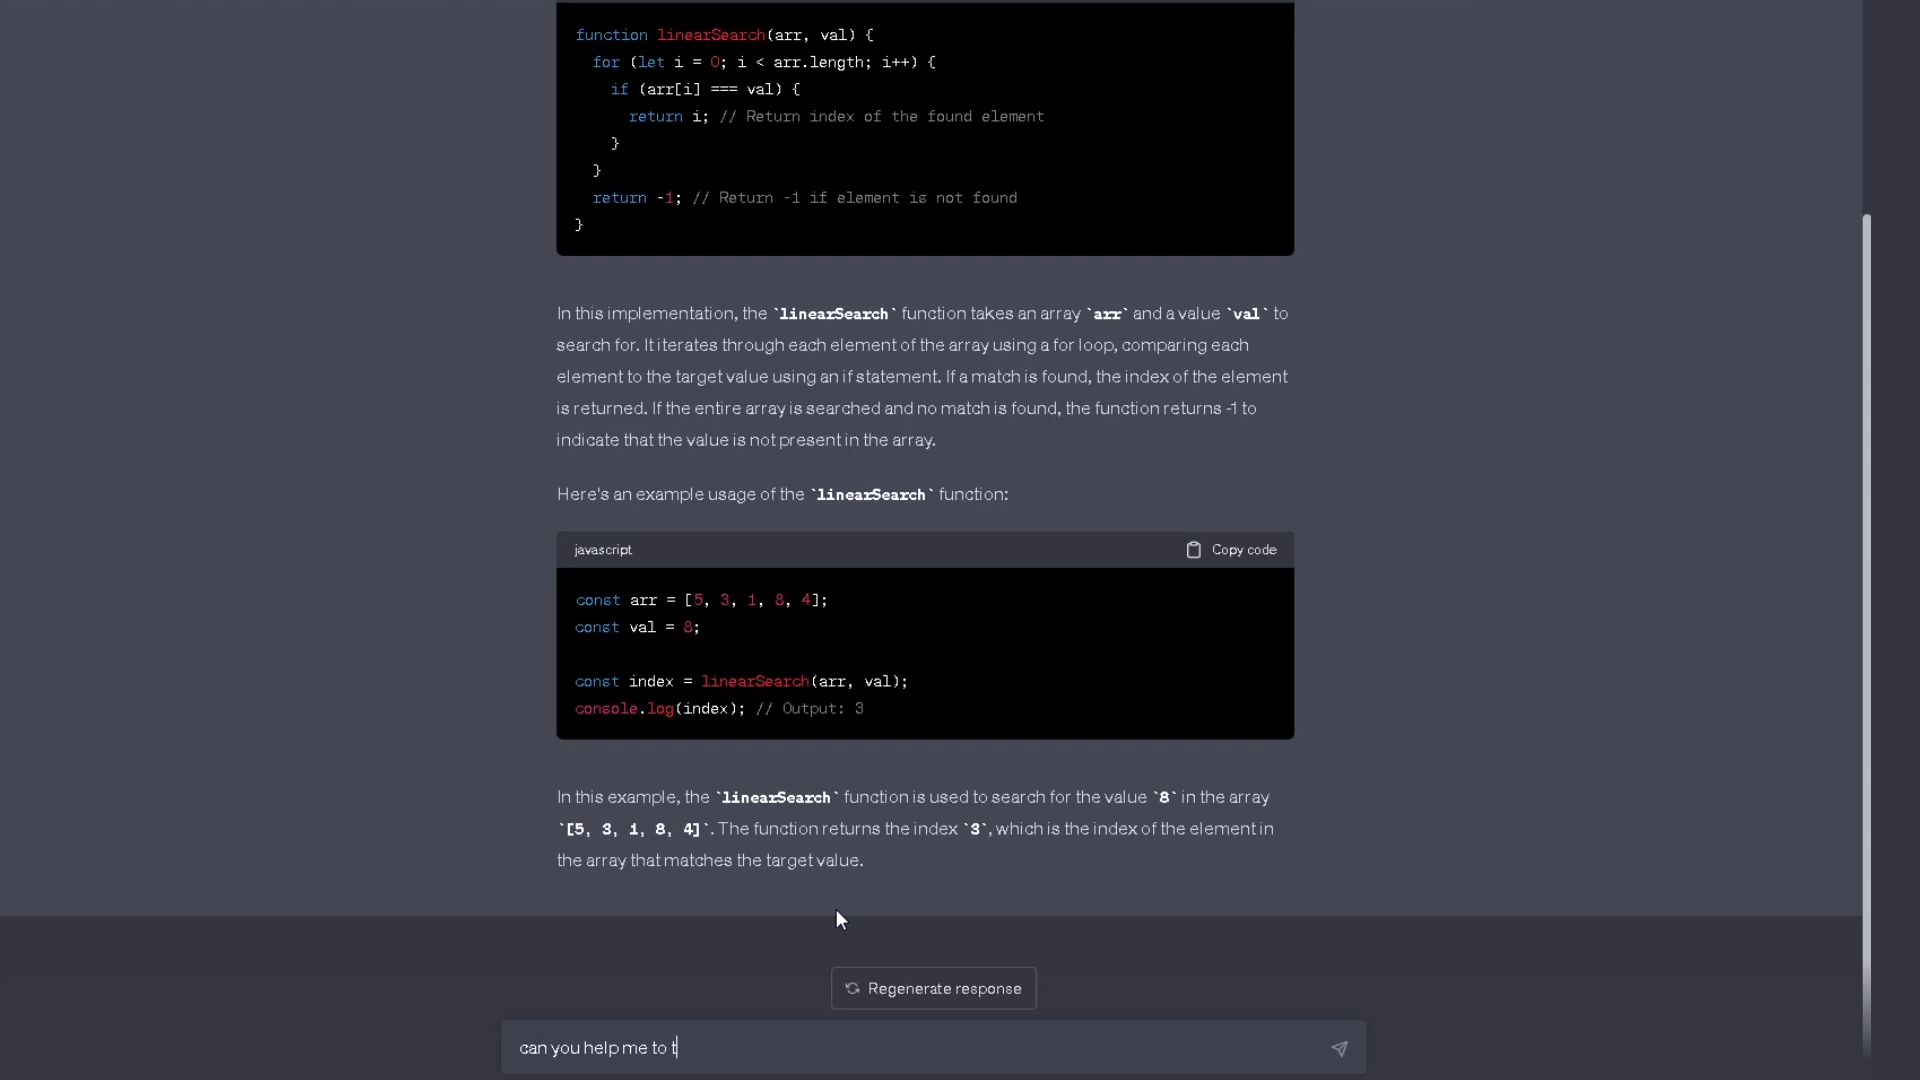 function linearSearch(arr, val) {
for (let i = 0; i < arr.length; i++) {
if (arr[i] === val) {
return i; // Return index of the found element
}
}
return -1; // Return -1 if element is not found
}
In this implementation, the `linearSearch` function takes an array `arr` and a value `val` to
search for. It iterates through each element of the array using a for loop, comparing each
element to the target value using an if statement. If a match is found, the index of the element
is returned. If the entire array is searched and no match is found, the function returns -1 to
indicate that the value is not present in the array.
Here's an example usage of the `linearSearch` function:
javascript Copy code
const arr = [5, 3, 1, 8, 4];
const val = 8;
const index = linearSearch(arr, val);
console.log(index); // Output: 3
In this example, the `linearSearch` function is used to search for the value `8` in the array
`[5, 3, 1, 8, 4]`. The function returns the index `3`, which is the index of the element in
the array that matches the target value.
Regenerate response
can you help me to t